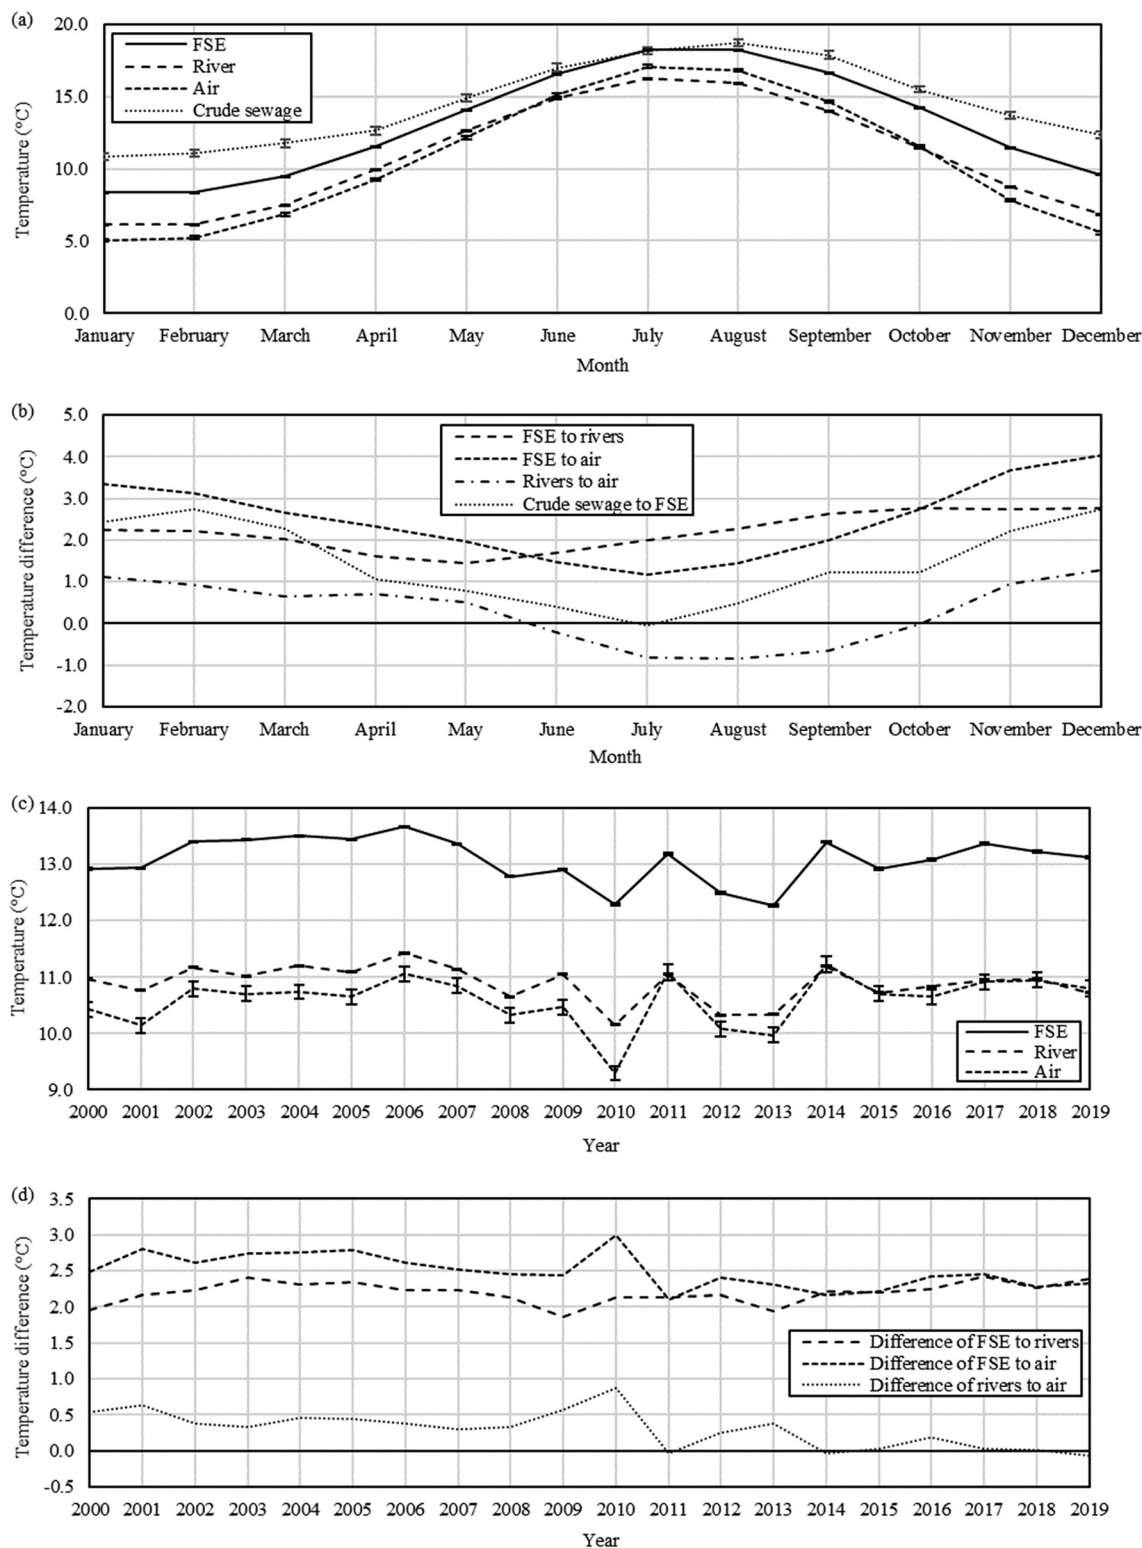 (a)
20.0
15.0
10.0
5.0
0.0
Temperature (°C)
FSE
River
Air
Crude sewage
January February March April May June July August September October November December
Month
(b)
5.0
4.0
3.0
2.0
1.0
0.0
-1.0
-2.0
Temperature difference (°C)
FSE to rivers
FSE to air
Rivers to air
Crude sewage to FSE
January February March April May June July August September October November December
Month
(c)
14.0
13.0
12.0
11.0
10.0
9.0
Temperature (°C)
FSE
River
Air
2000 2001 2002 2003 2004 2005 2006 2007 2008 2009 2010 2011 2012 2013 2014 2015 2016 2017 2018 2019
Year
(d)
3.5
3.0
2.5
2.0
1.5
1.0
0.5
0.0
-0.5
Temperature difference (°C)
Difference of FSE to rivers
Difference of FSE to air
Difference of rivers to air
2000 2001 2002 2003 2004 2005 2006 2007 2008 2009 2010 2011 2012 2013 2014 2015 2016 2017 2018 2019
Year